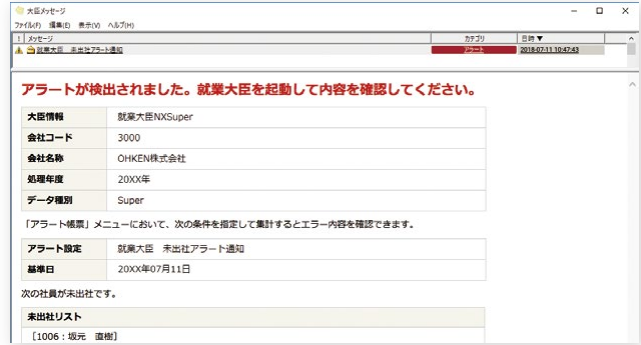 大臣メッセージ
ファイル(F) 編集(E) 表示(V) ヘルプ(H)
! メッセージ カテゴリ 日時 ▼
就業大臣 未出社アラート通知 アラート 2018-07-11 10:47:43
アラートが検出されました。就業大臣を起動して内容を確認してください。
大臣情報 就業大臣NXSuper
会社コード 3000
会社名称 OHKEN株式会社
処理年度 20XX年
データ種別 Super
「アラート帳票」メニューにおいて、次の条件を指定して集計するとエラー内容を確認できます。
アラート設定 就業大臣 未出社アラート通知
基準日 20XX年07月11日
次の社員が未出社です。
未出社リスト
[1006:坂元 直樹]